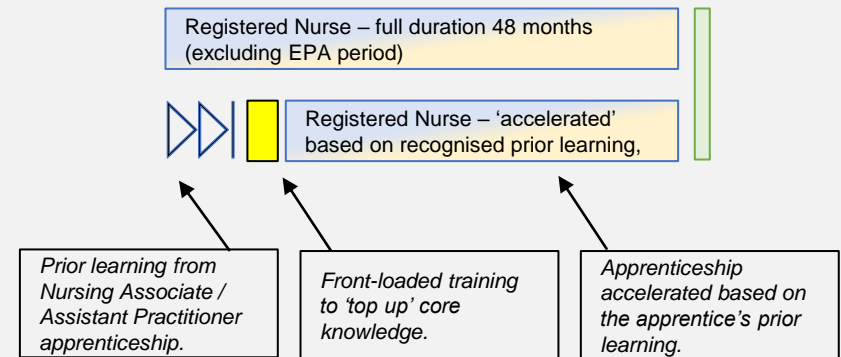 Registered Nurse – full duration 48 months
(excluding EPA period)
Registered Nurse – ‘accelerated’
based on recognised prior learning,
Prior learning from
Nursing Associate /
Assistant Practitioner
apprenticeship.
Front-loaded training
to ‘top up’ core
knowledge.
Apprenticeship
accelerated based on
the apprentice’s prior
learning.